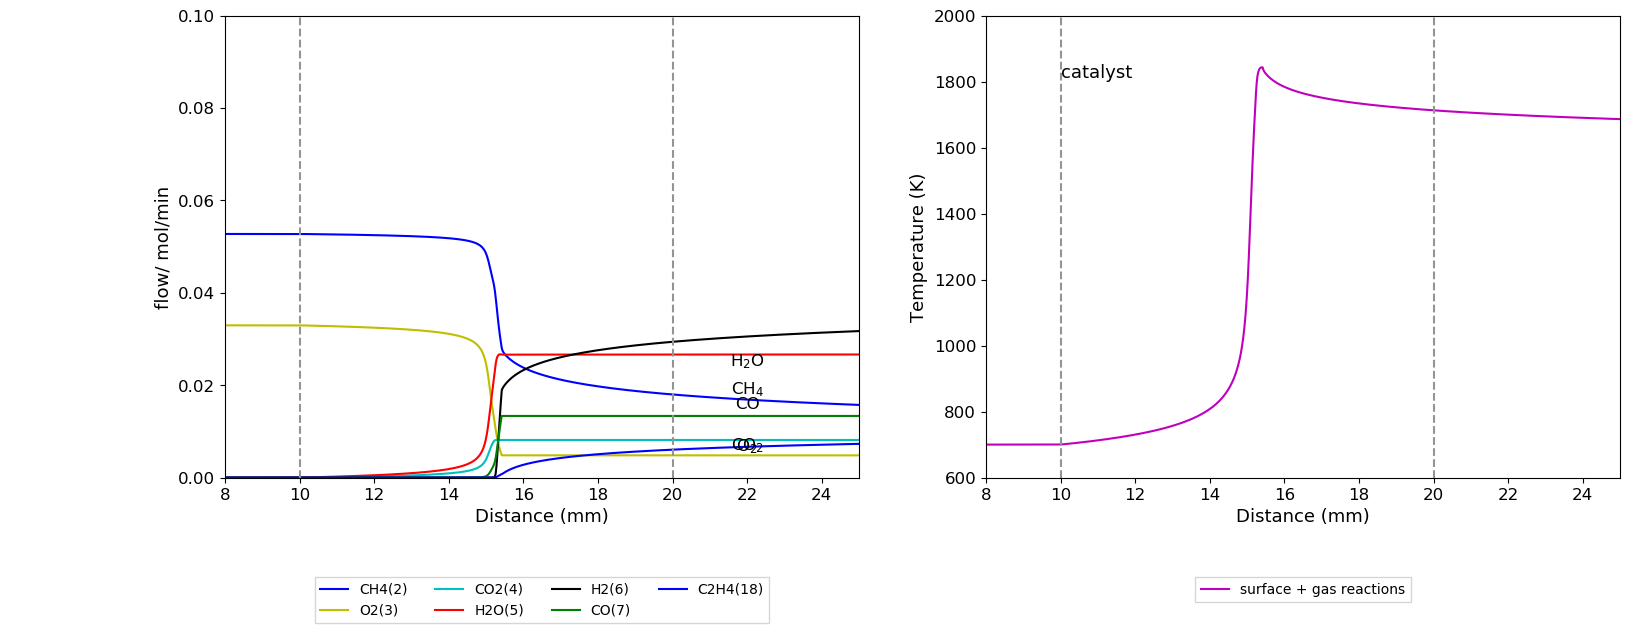 0.10
0.08
0.06
0.04
0.02
0.00
flow/ mol/min
8 10 12 14 16 18 20 22 24
Distance (mm)
H₂O
CH₄
CO
CO₂
O₂
CH4(2) CO2(4) H2(6) C2H4(18)
O2(3) H2O(5) CO(7)
2000
1800
1600
1400
1200
1000
800
600
Temperature (K)
catalyst
8 10 12 14 16 18 20 22 24
Distance (mm)
surface + gas reactions